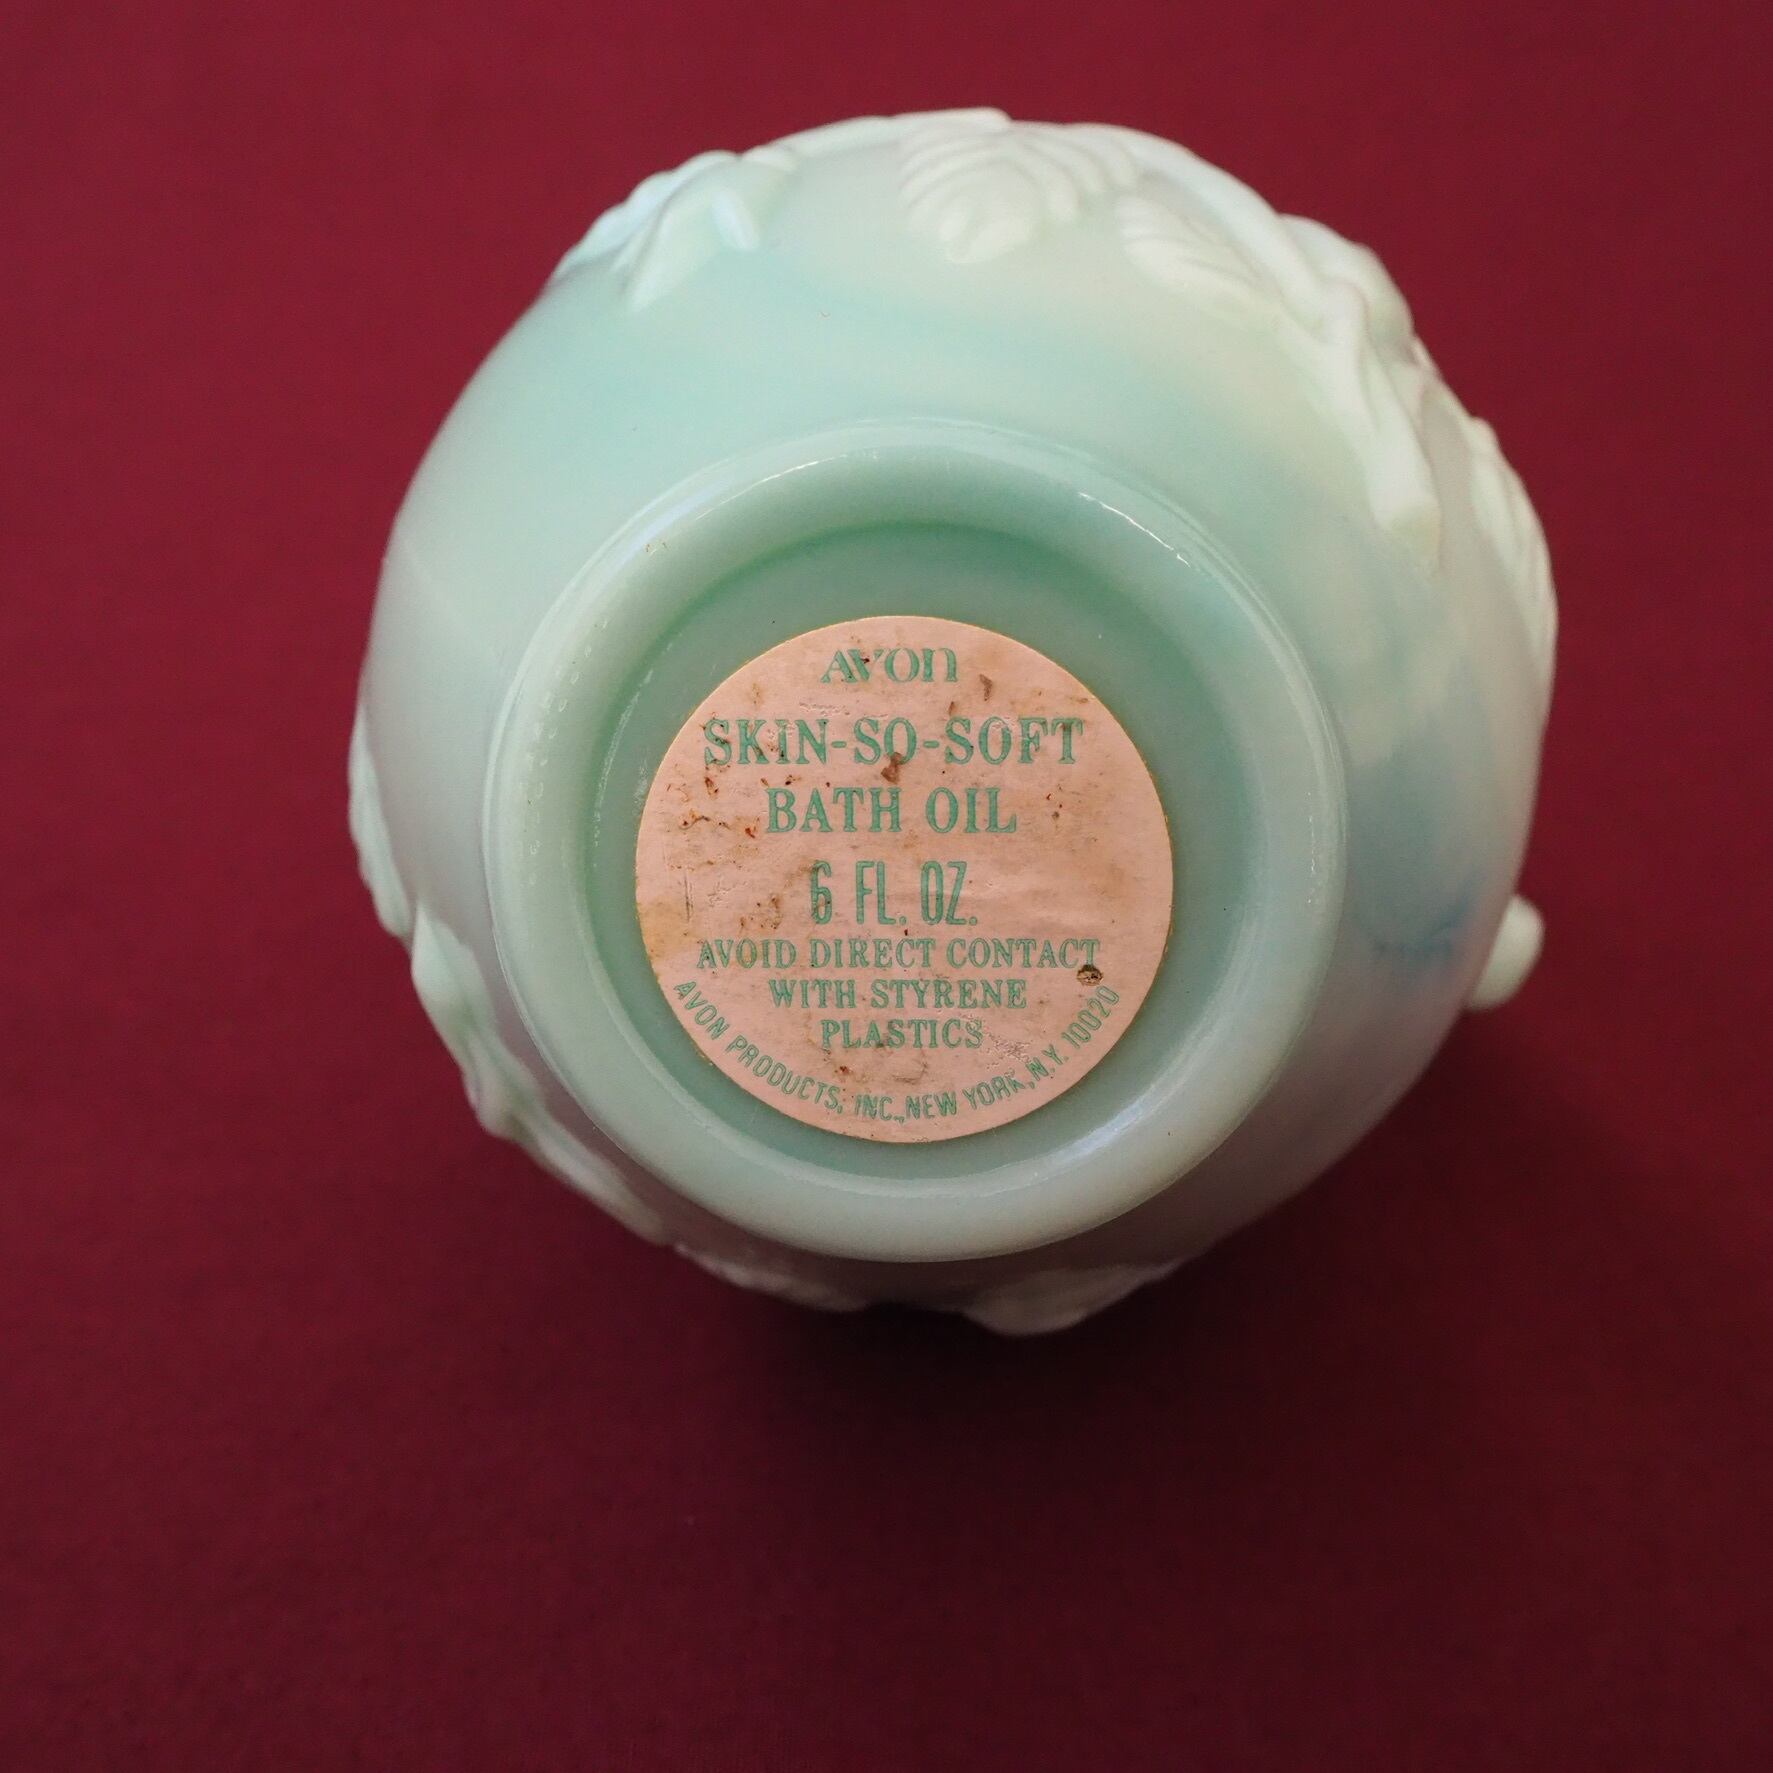 AVON
SKIN-SO-SOFT
BATH OIL
6 FL. OZ.
AVOID DIRECT CONTACT
WITH STYRENE
PLASTICS
AVON PRODUCTS, INC., NEW YORK, N.Y. 10020